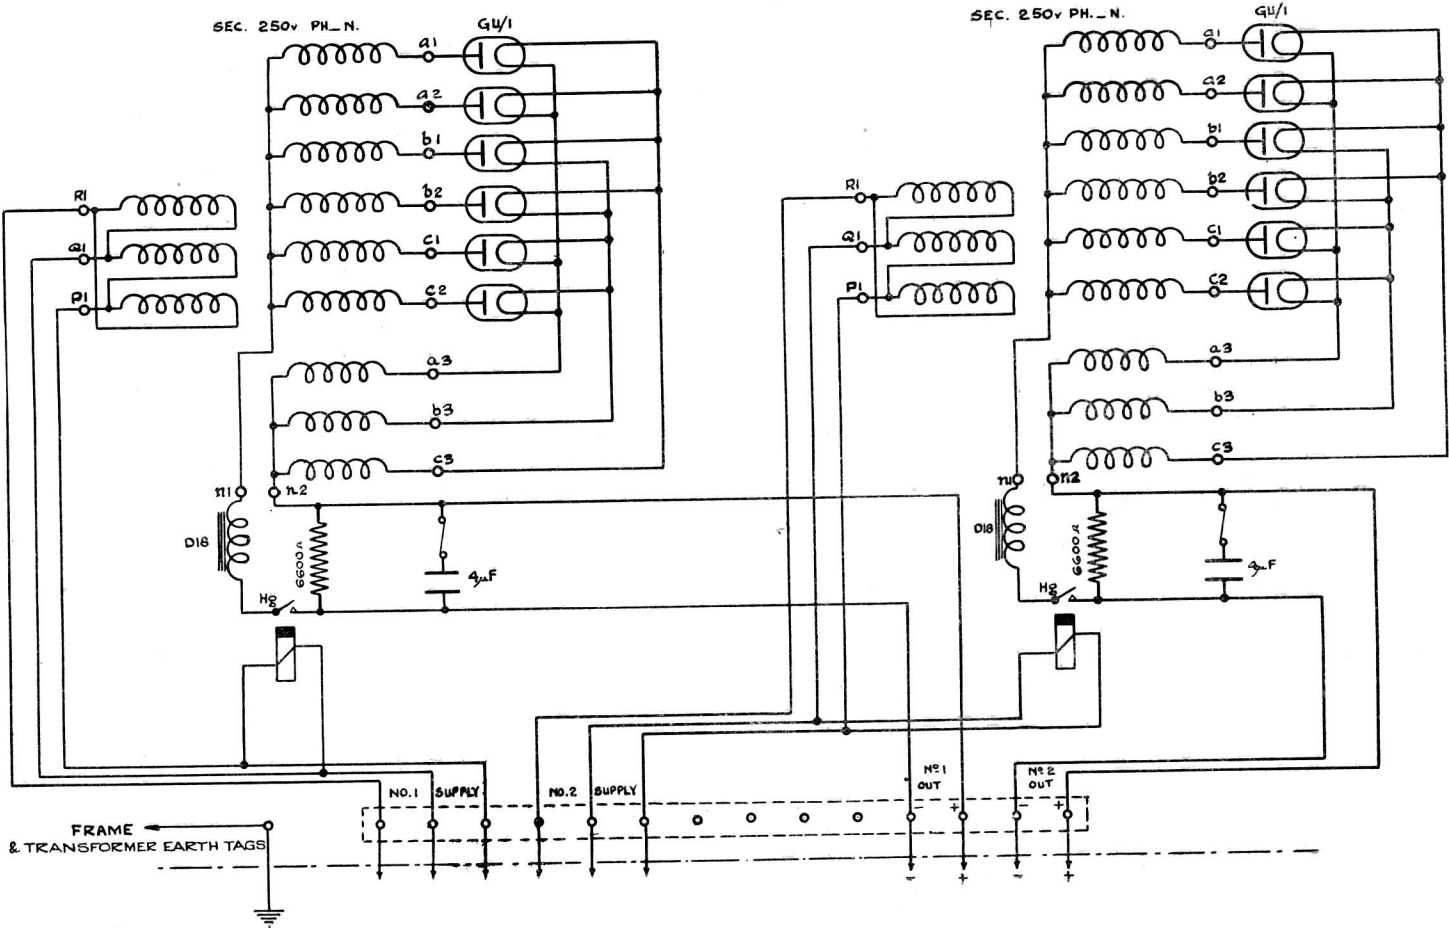 SEC. 250v PH_N.
GU/1
a1
a2
b1
b2
c1
c2
R1
Q1
P1
a3
b3
c3
n1
n2
D18
6600Ω
4μF
Hg
SEC. 250v PH._N.
GU/1
a1
a2
b1
b2
c1
c2
R1
Q1
P1
a3
b3
c3
n1
n2
D18
6600Ω
4μF
Hg
NO.1 SUPPLY
NO.2 SUPPLY
Nº1
OUT
Nº2
OUT
- + - +
FRAME
& TRANSFORMER EARTH TAGS
- + - +